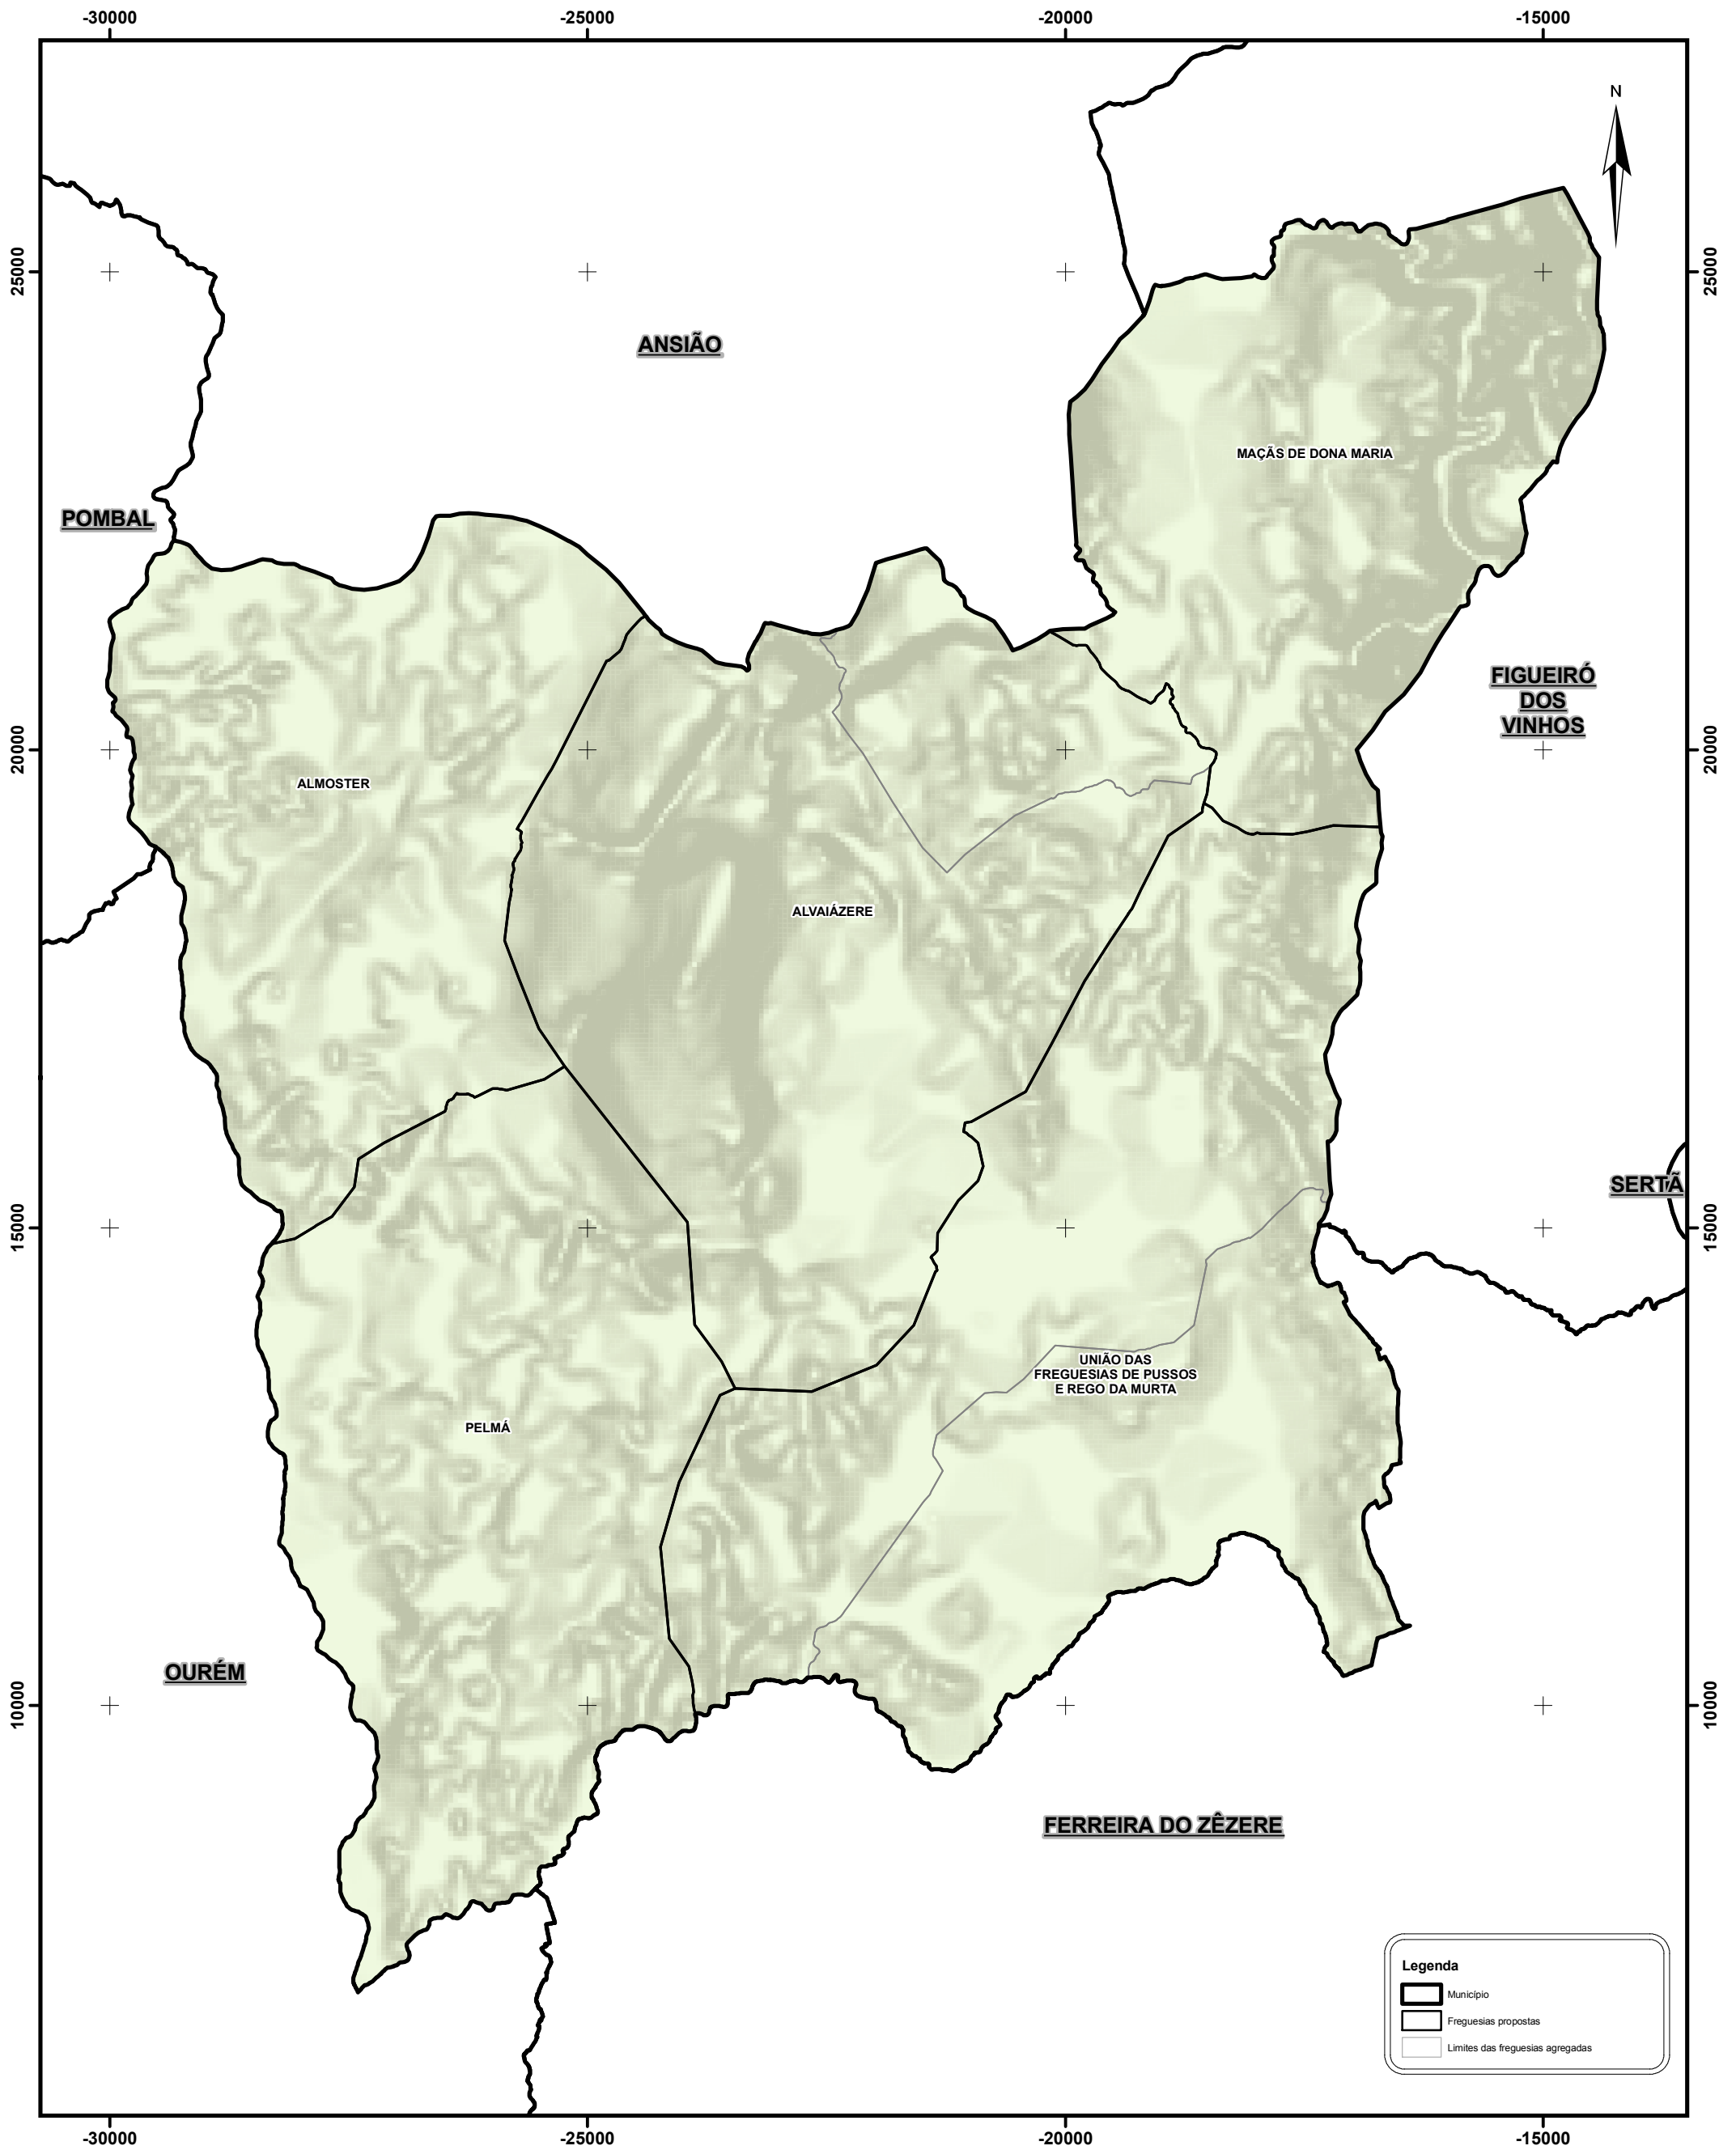 -30000
-25000
-20000
-15000
N
25000
25000
ANSIÃO
MAÇÃS DE DONA MARIA
POMBAL
FIGUEIRÓ
DOS
VINHOS
20000
20000
ALMOSTER
ALVAIÁZERE
SERTÃ
15000
15000
UNIÃO DAS
FREGUESIAS DE PUSSOS
E REGO DA MURTA
PELMÁ
OURÉM
10000
10000
FERREIRA DO ZÊZERE
Legenda
Município
Freguesias propostas
Limites das freguesias agregadas
-30000
-25000
-20000
-15000